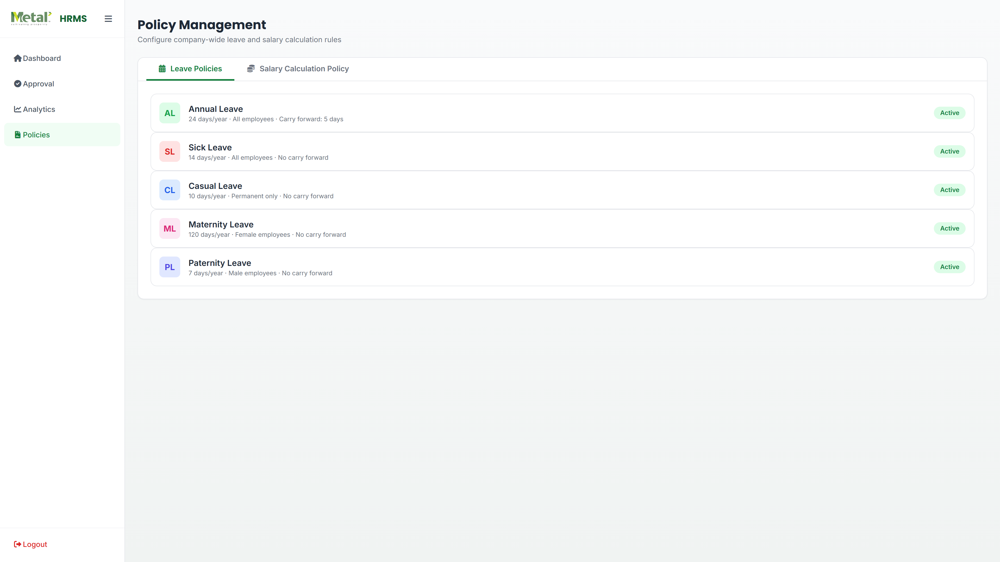 Metal
cultivating prosperity
HRMS
Dashboard
Approval
Analytics
Policies
Logout
Policy Management
Configure company-wide leave and salary calculation rules
Leave Policies
Salary Calculation Policy
AL
Annual Leave
24 days/year · All employees · Carry forward: 5 days
Active
SL
Sick Leave
14 days/year · All employees · No carry forward
Active
CL
Casual Leave
10 days/year · Permanent only · No carry forward
Active
ML
Maternity Leave
120 days/year · Female employees · No carry forward
Active
PL
Paternity Leave
7 days/year · Male employees · No carry forward
Active